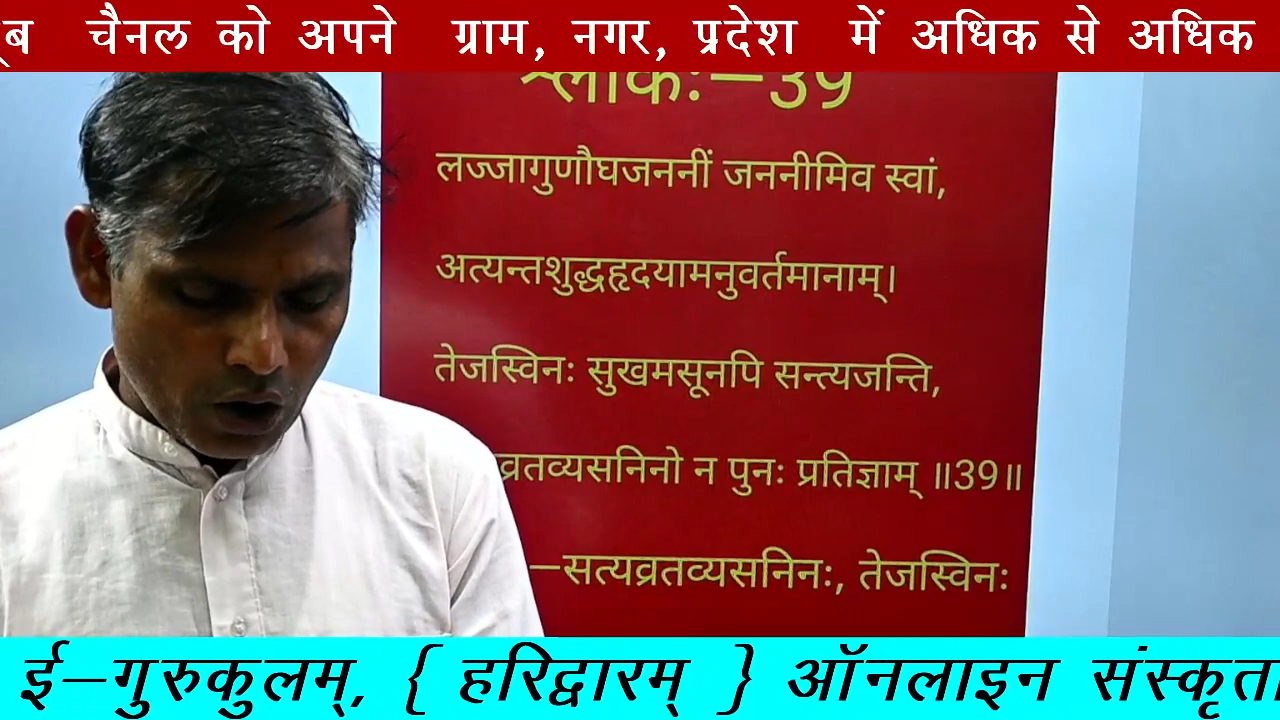 चैनल को अपने ग्राम, नगर, प्रदेश में अधिक से अधिक
श्लोकः–39
लज्जागुणौघजननीं जननीमिव स्वां,
अत्यन्तशुद्धहृदयामनुवर्तमानाम्।
तेजस्विनः सुखमसूनपि सन्त्यजन्ति,
व्रतव्यसनिनो न पुनः प्रतिज्ञाम् ॥39॥
–सत्यव्रतव्यसनिनः, तेजस्विनः
ई–गुरुकुलम्, { हरिद्वारम् } ऑनलाइन संस्कृत